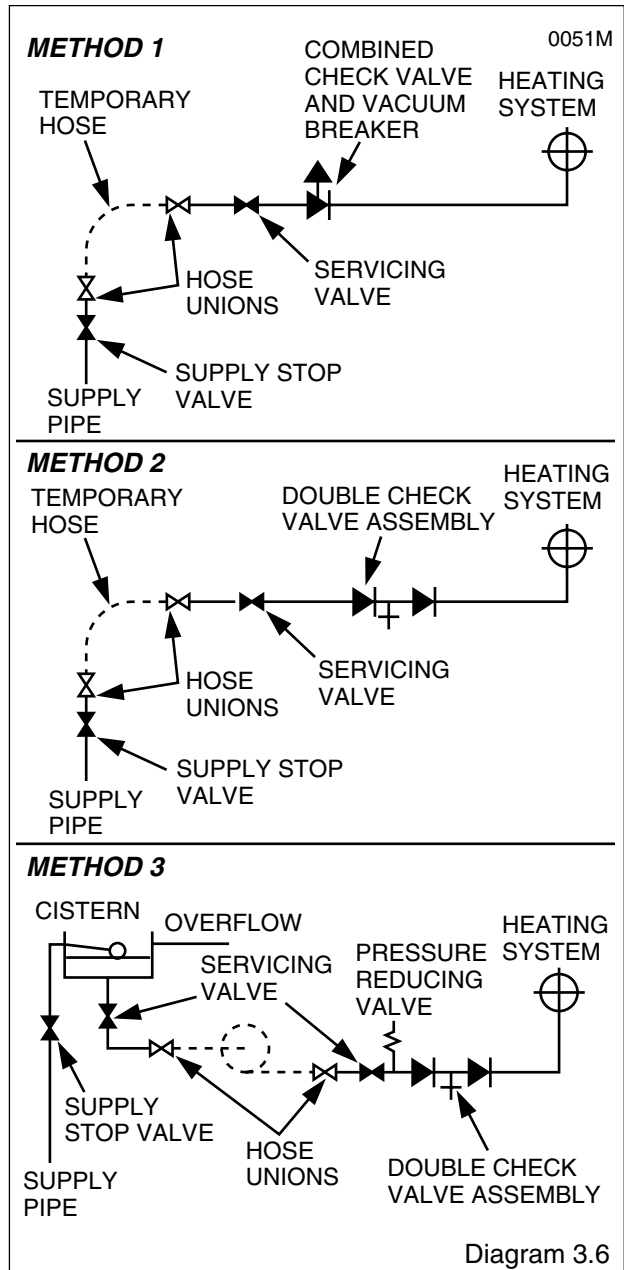 METHOD 1
0051M
COMBINED
CHECK VALVE
AND VACUUM
BREAKER
HEATING
SYSTEM
TEMPORARY
HOSE
HOSE
UNIONS
SERVICING
VALVE
SUPPLY STOP
VALVE
SUPPLY
PIPE
METHOD 2
TEMPORARY
HOSE
DOUBLE CHECK
VALVE ASSEMBLY
HEATING
SYSTEM
HOSE
UNIONS
SERVICING
VALVE
SUPPLY STOP
VALVE
SUPPLY
PIPE
METHOD 3
CISTERN
OVERFLOW
SERVICING
VALVE
PRESSURE
REDUCING
VALVE
HEATING
SYSTEM
SUPPLY
STOP VALVE
HOSE
UNIONS
DOUBLE CHECK
VALVE ASSEMBLY
SUPPLY
PIPE
Diagram 3.6